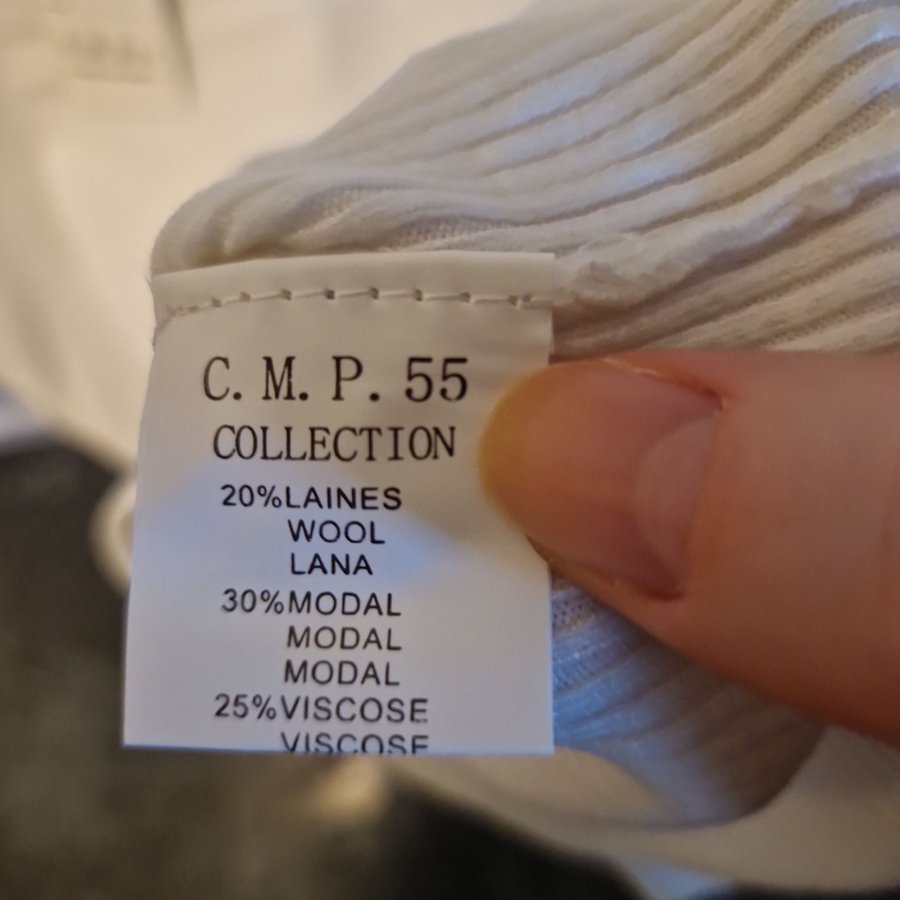 C. M. P. 55
COLLECTION
20%LAINES
WOOL
LANA
30%MODAL
MODAL
MODAL
25%VISCOSE
VISCOSE